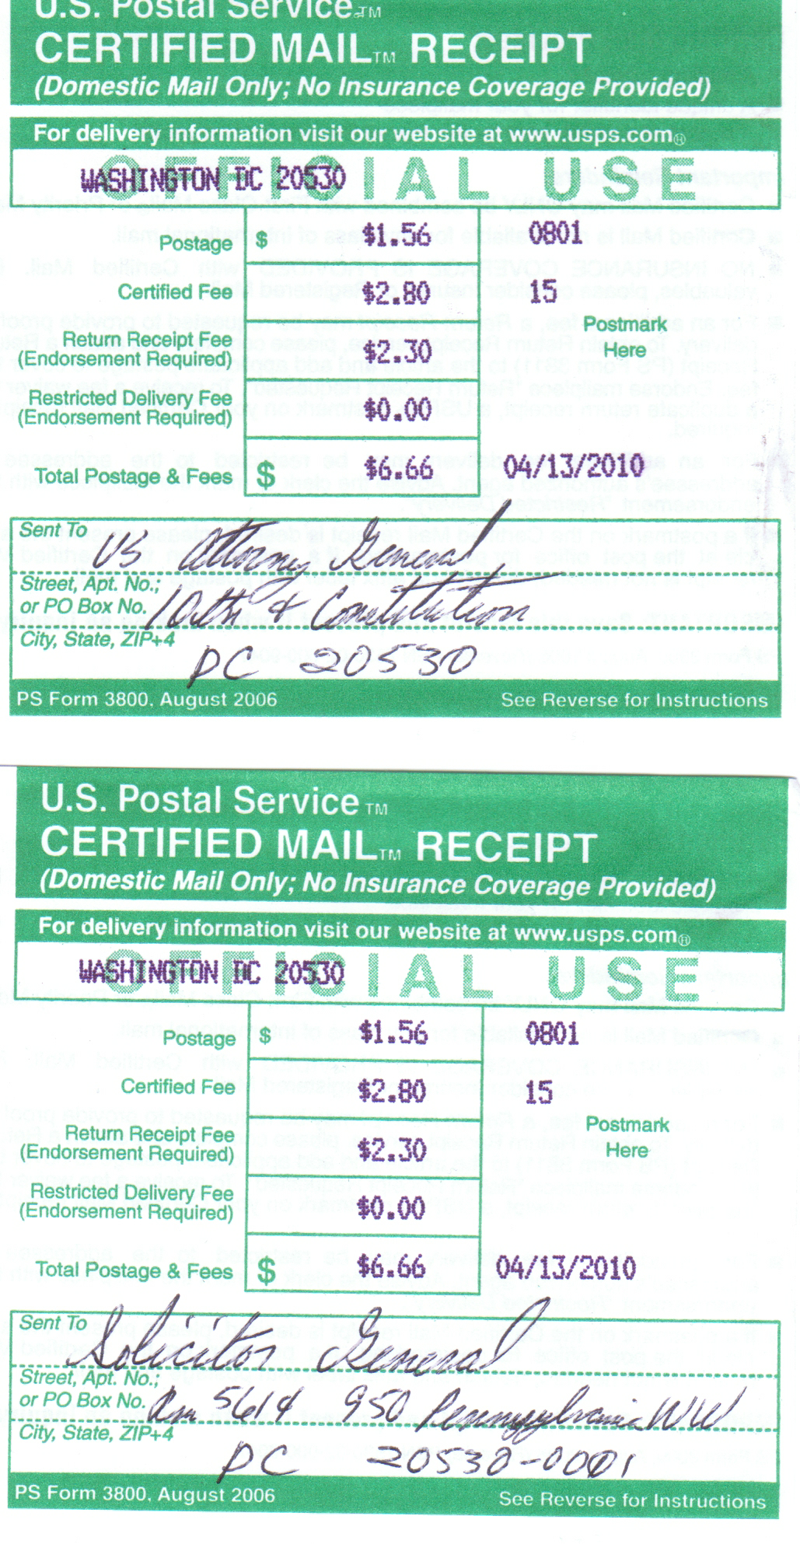 U.S. Postal Service TM
CERTIFIED MAIL TM RECEIPT
(Domestic Mail Only; No Insurance Coverage Provided)
For delivery information visit our website at www.usps.com®
OFFICIAL USE
WASHINGTON DC 20530
Postage $ $1.56 0801
Certified Fee $2.80 15
Return Receipt Fee
(Endorsement Required) $2.30
Postmark
Here
Restricted Delivery Fee
(Endorsement Required) $0.00
Total Postage & Fees $ $6.66 04/13/2010
Sent To US Attorney General
Street, Apt. No.;
or PO Box No. 10th & Constitution
City, State, ZIP+4
DC 20530
PS Form 3800, August 2006 See Reverse for Instructions
U.S. Postal Service TM
CERTIFIED MAIL TM RECEIPT
(Domestic Mail Only; No Insurance Coverage Provided)
For delivery information visit our website at www.usps.com®
OFFICIAL USE
WASHINGTON DC 20530
Postage $ $1.56 0801
Certified Fee $2.80 15
Return Receipt Fee
(Endorsement Required) $2.30
Postmark
Here
Restricted Delivery Fee
(Endorsement Required) $0.00
Total Postage & Fees $ $6.66 04/13/2010
Sent To Solicitor General
Street, Apt. No.;
or PO Box No. Rm 5614 950 Pennsylvania NW
City, State, ZIP+4
DC 20530-0001
PS Form 3800, August 2006 See Reverse for Instructions